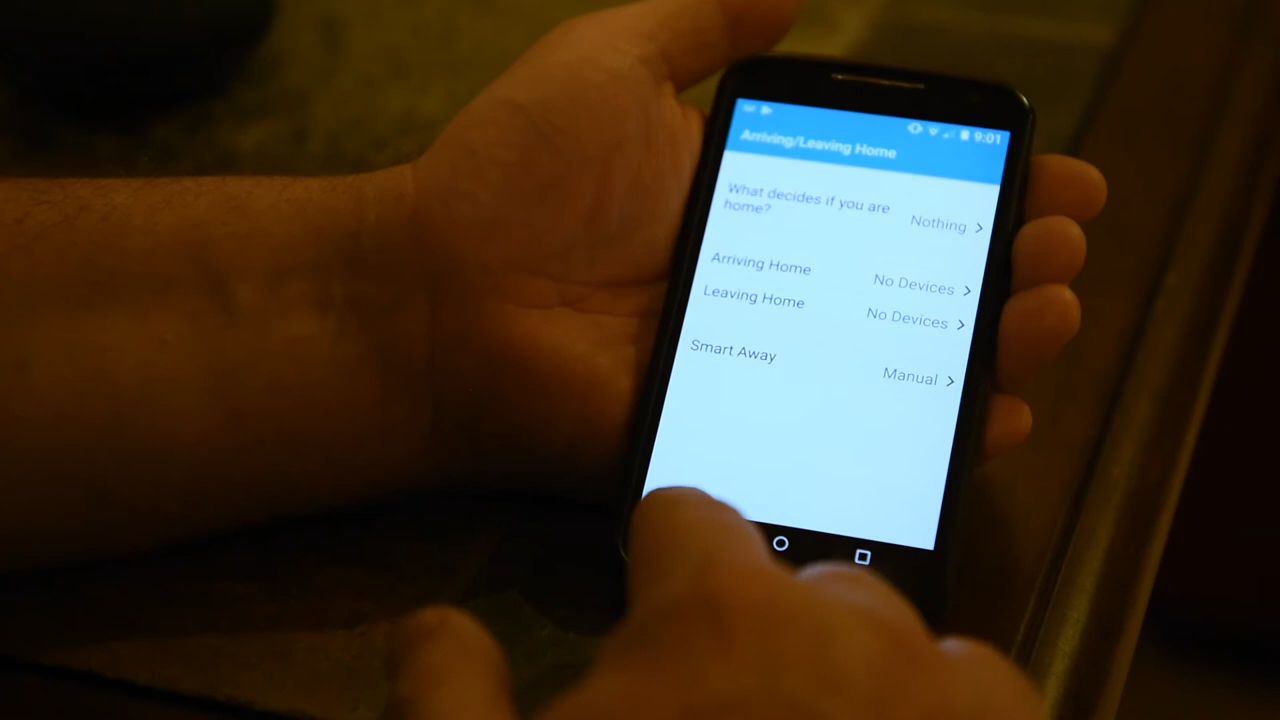 9:01
Arriving/Leaving Home
What decides if you are
home?
Nothing
Arriving Home
No Devices
Leaving Home
No Devices
Smart Away
Manual